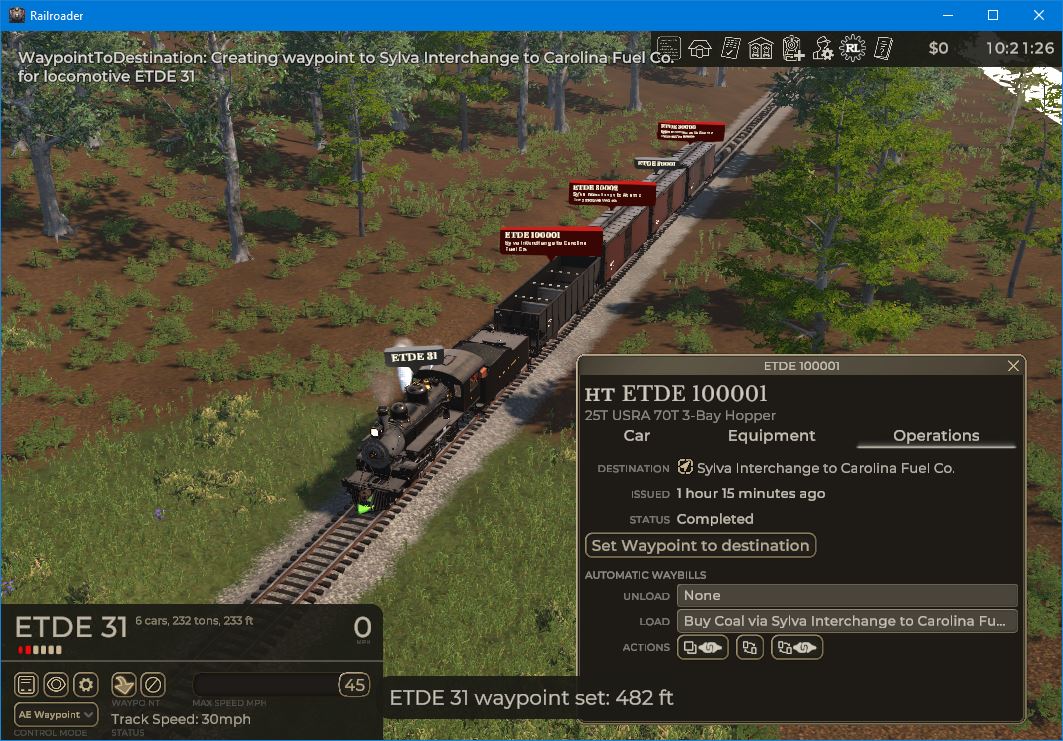 Railroader
WaypointToDestination: Creating waypoint to Sylva Interchange to Carolina Fuel Co.
for locomotive ETDE 31
RL
$0
10:21:26
ETDE 100001
Sylva Interchange to Carolina
Fuel Co.
ETDE 31
ETDE 100001
HT ETDE 100001
25T USRA 70T 3-Bay Hopper
Car Equipment Operations
DESTINATION Sylva Interchange to Carolina Fuel Co.
ISSUED 1 hour 15 minutes ago
STATUS Completed
Set Waypoint to destination
AUTOMATIC WAYBILLS
UNLOAD None
LOAD Buy Coal via Sylva Interchange to Carolina Fu...
ACTIONS
ETDE 31 6 cars, 232 tons, 233 ft 0
MPH
45
WAYPOINT MAX SPEED MPH
AE Waypoint Track Speed: 30mph
CONTROL MODE STATUS
ETDE 31 waypoint set: 482 ft